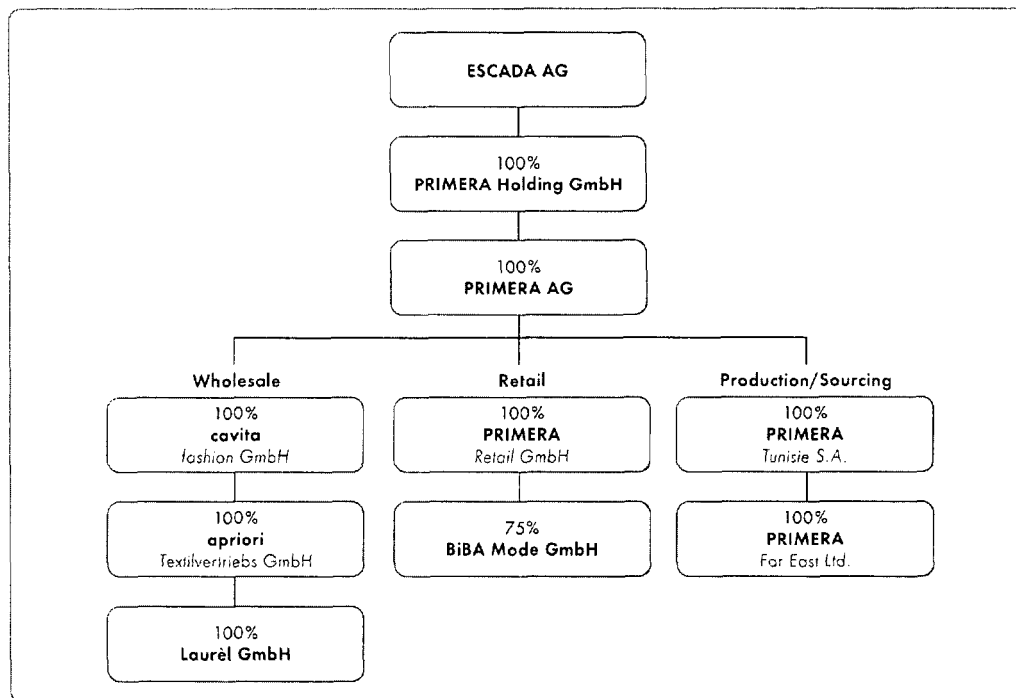 ESCADA AG
100%
PRIMERA Holding GmbH
100%
PRIMERA AG
Wholesale
100%
cavita
fashion GmbH
100%
apriori
Textilvertriebs GmbH
100%
Laurèl GmbH
Retail
100%
PRIMERA
Retail GmbH
75%
BiBA Mode GmbH
Production/Sourcing
100%
PRIMERA
Tunisie S.A.
100%
PRIMERA
Far East Ltd.